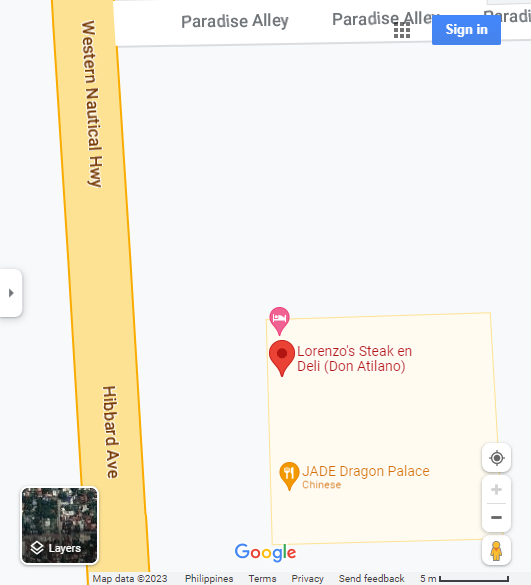 Paradise Alley
Paradise Alley
Paradi
Sign in
Western Nautical Hwy
Lorenzo's Steak en
Deli (Don Atilano)
Hibbard Ave
JADE Dragon Palace
Chinese
Layers
Google
Map data ©2023 Philippines Terms Privacy Send feedback 5 m